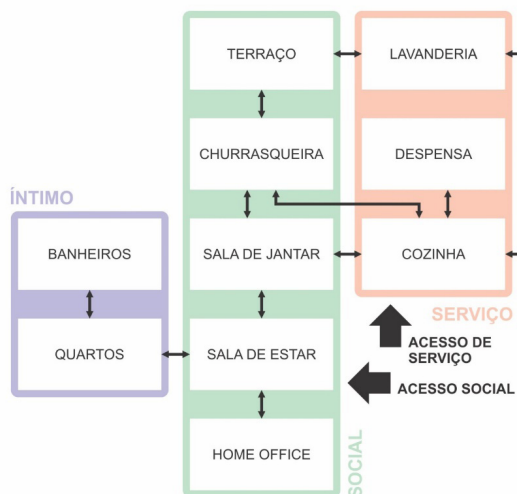 TERRAÇO
LAVANDERIA
CHURRASQUEIRA
DESPENSA
ÍNTIMO
BANHEIROS
SALA DE JANTAR
COZINHA
SERVIÇO
QUARTOS
SALA DE ESTAR
ACESSO DE
SERVIÇO
ACESSO SOCIAL
HOME OFFICE
SOCIAL